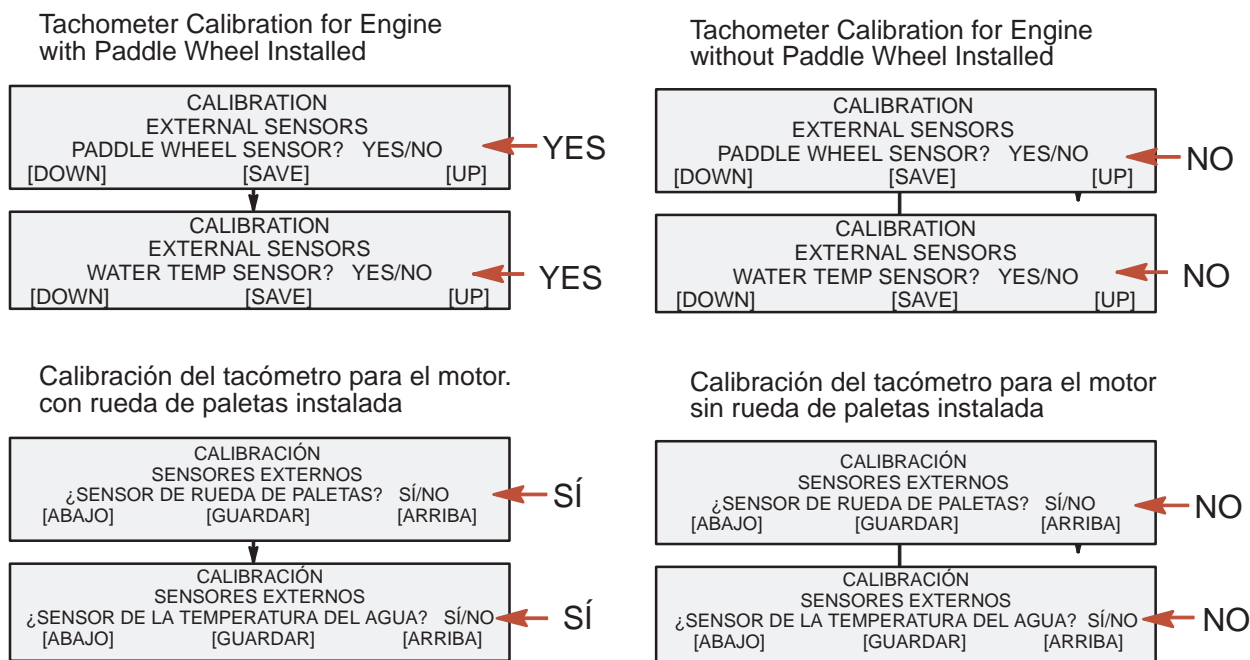 Tachometer Calibration for Engine
with Paddle Wheel Installed
CALIBRATION
EXTERNAL SENSORS
PADDLE WHEEL SENSOR? YES/NO
[DOWN] [SAVE] [UP]
YES
CALIBRATION
EXTERNAL SENSORS
WATER TEMP SENSOR? YES/NO
[DOWN] [SAVE] [UP]
YES
Tachometer Calibration for Engine
without Paddle Wheel Installed
CALIBRATION
EXTERNAL SENSORS
PADDLE WHEEL SENSOR? YES/NO
[DOWN] [SAVE] [UP]
NO
CALIBRATION
EXTERNAL SENSORS
WATER TEMP SENSOR? YES/NO
[DOWN] [SAVE] [UP]
NO
Calibración del tacómetro para el motor.
con rueda de paletas instalada
CALIBRACIÓN
SENSORES EXTERNOS
¿SENSOR DE RUEDA DE PALETAS? SÍ/NO
[ABAJO] [GUARDAR] [ARRIBA]
SÍ
CALIBRACIÓN
SENSORES EXTERNOS
¿SENSOR DE LA TEMPERATURA DEL AGUA? SÍ/NO
[ABAJO] [GUARDAR] [ARRIBA]
SÍ
Calibración del tacómetro para el motor
sin rueda de paletas instalada
CALIBRACIÓN
SENSORES EXTERNOS
¿SENSOR DE RUEDA DE PALETAS? SÍ/NO
[ABAJO] [GUARDAR] [ARRIBA]
NO
CALIBRACIÓN
SENSORES EXTERNOS
¿SENSOR DE LA TEMPERATURA DEL AGUA? SÍ/NO
[ABAJO] [GUARDAR] [ARRIBA]
NO